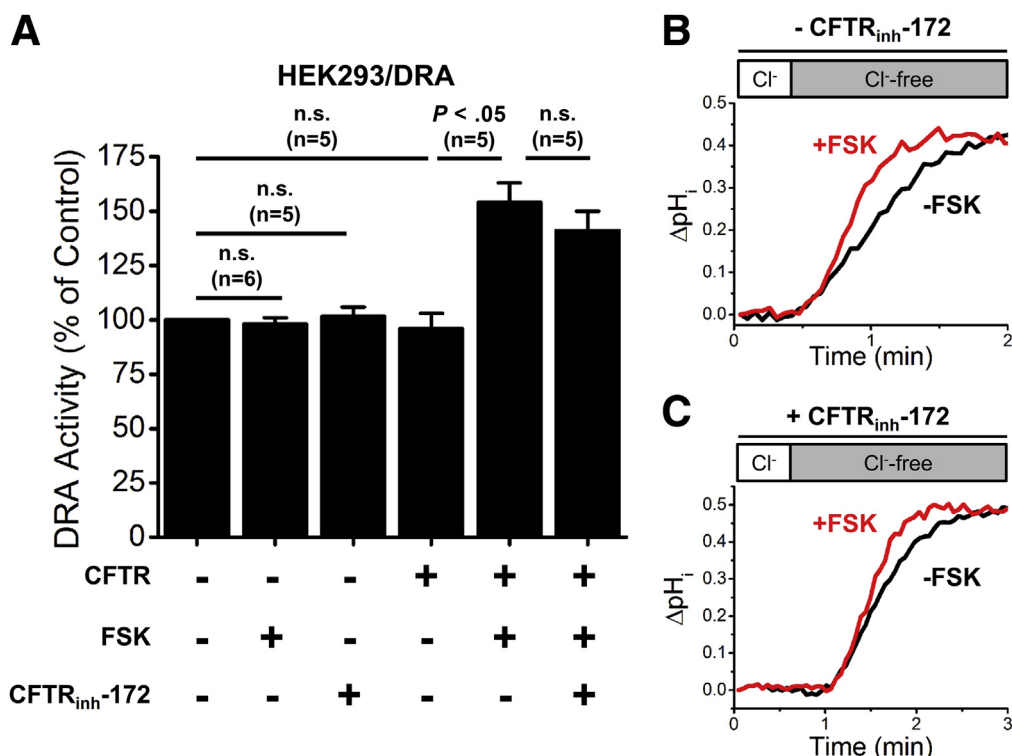 A
HEK293/DRA
n.s.
(n=5)
P < .05
(n=5)
n.s.
(n=5)
n.s.
(n=5)
n.s.
(n=6)
DRA Activity (% of Control)
175
150
125
100
75
50
25
0
CFTR - - - + + +
FSK - + - - + +
CFTRinh-172 - - + - - +
B
- CFTRinh-172
Cl- Cl--free
+FSK
-FSK
ΔpHi
0.5
0.4
0.3
0.2
0.1
0.0
0 1 2
Time (min)
C
+ CFTRinh-172
Cl- Cl--free
+FSK
-FSK
ΔpHi
0.5
0.4
0.3
0.2
0.1
0.0
0 1 2 3
Time (min)